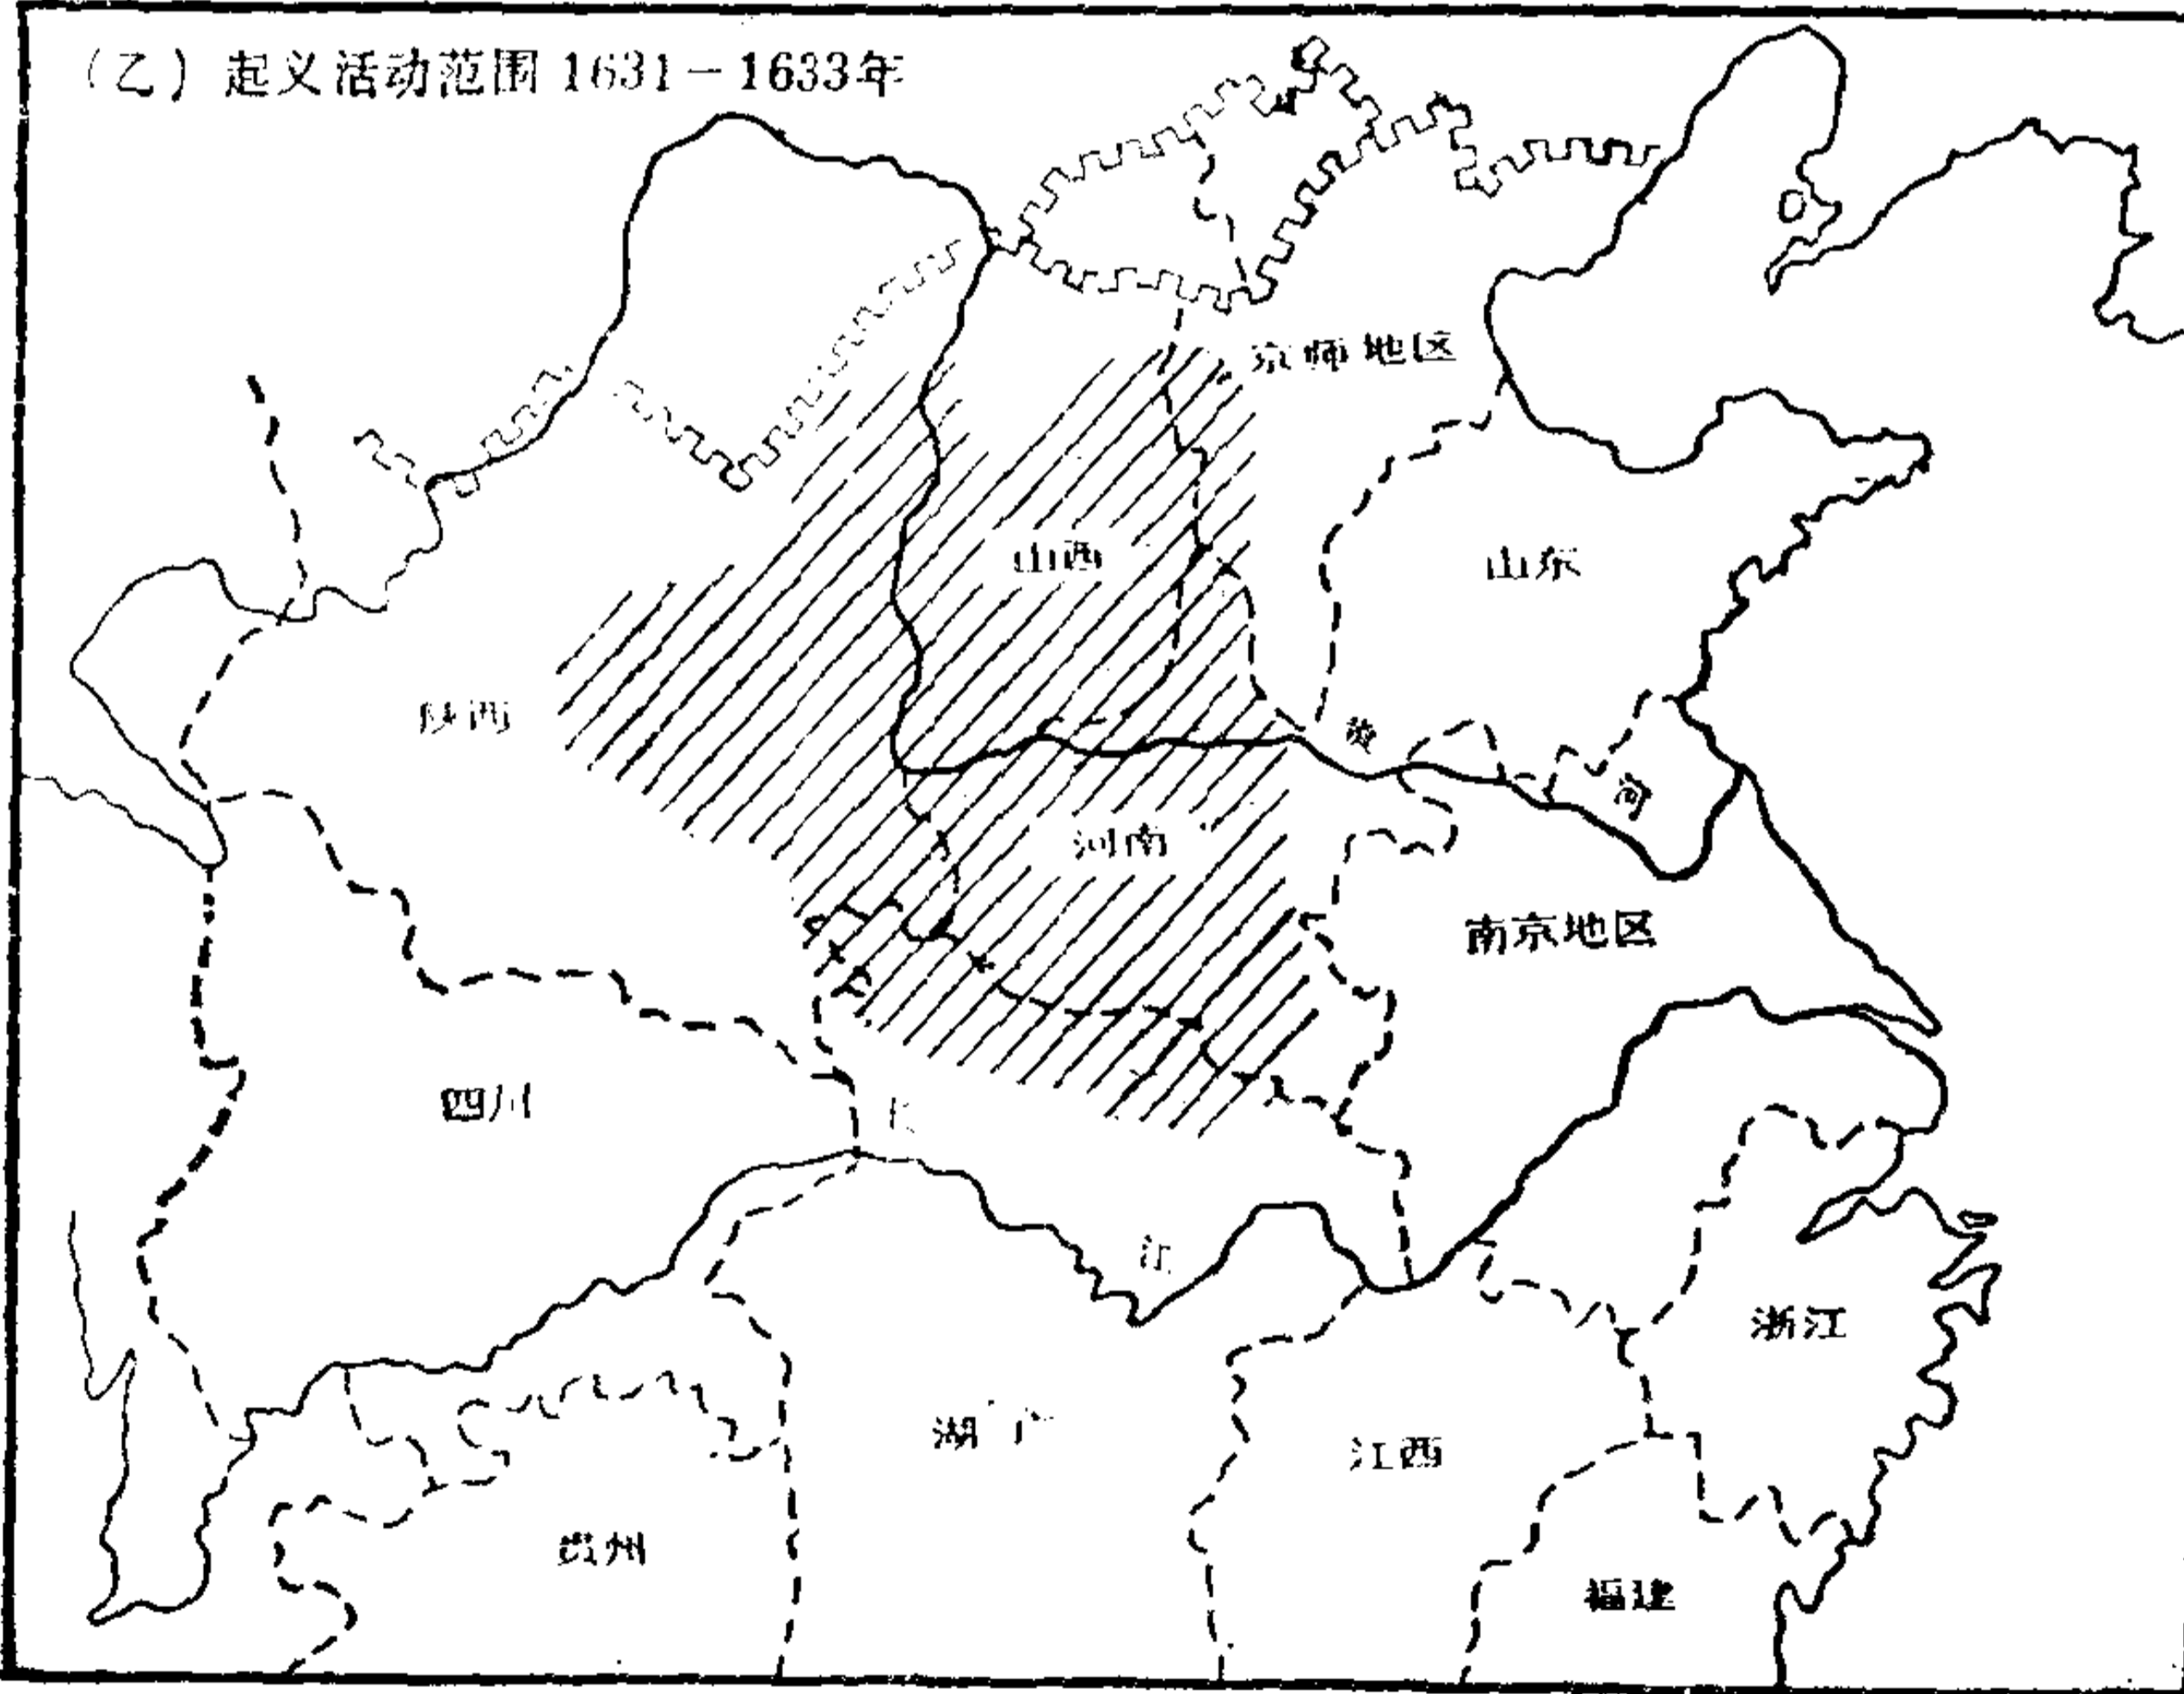 (乙) 起义活动范围 1631—1633年
京师地区
山西
山东
陕西
黄
河
河南
南京地区
四川
长
江
浙江
湖广
江西
贵州
福建